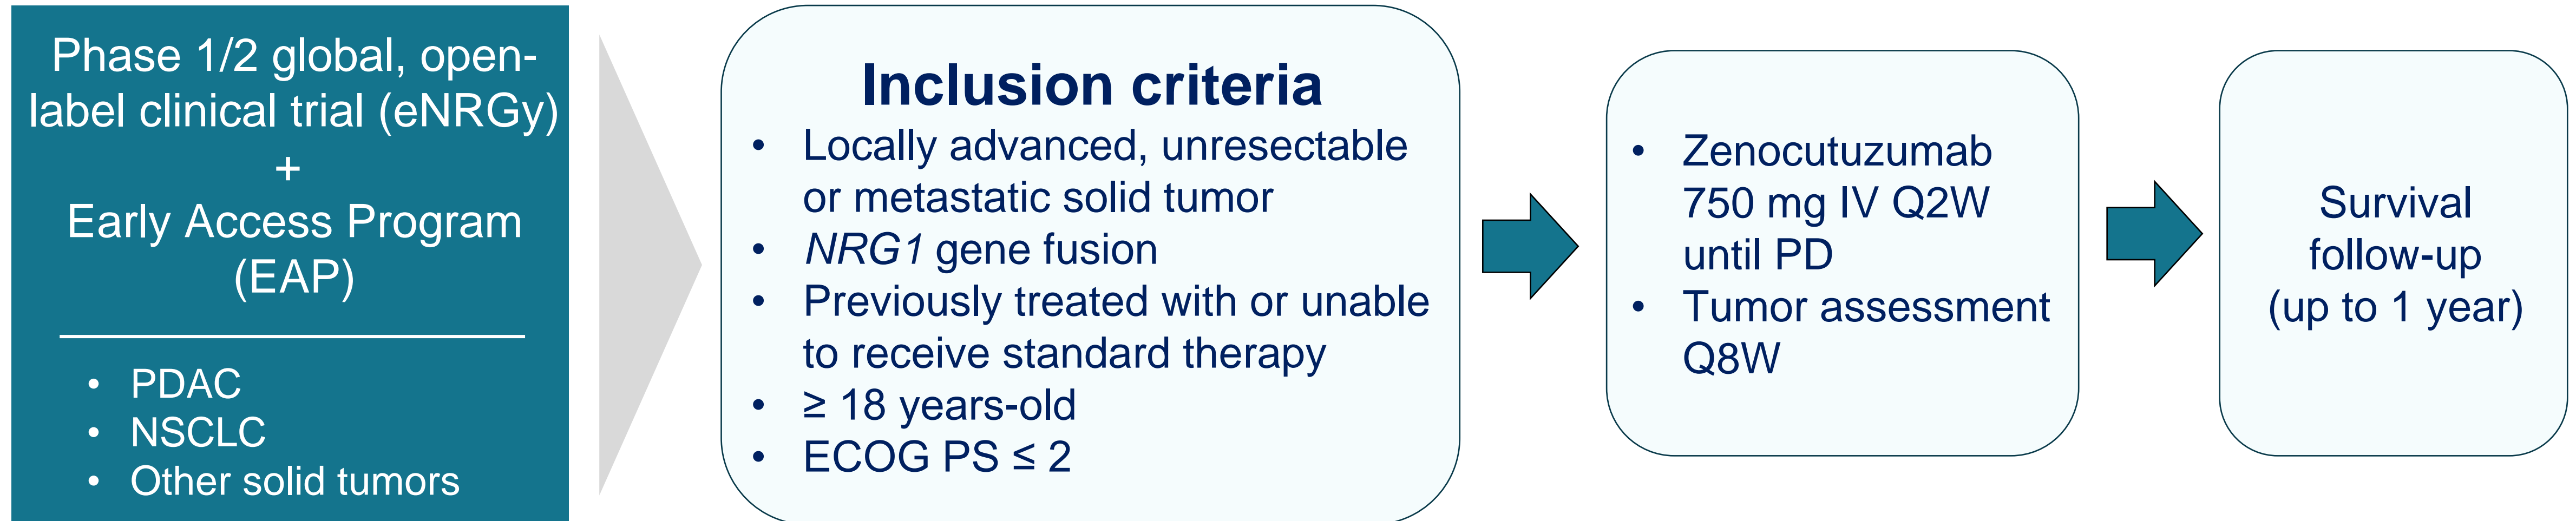 Phase 1/2 global, open-
label clinical trial (eNRGy)
+
Early Access Program
(EAP)
• PDAC
• NSCLC
• Other solid tumors
Inclusion criteria
• Locally advanced, unresectable
or metastatic solid tumor
• NRG1 gene fusion
• Previously treated with or unable
to receive standard therapy
• ≥ 18 years-old
• ECOG PS ≤ 2
• Zenocutuzumab
750 mg IV Q2W
until PD
• Tumor assessment
Q8W
Survival
follow-up
(up to 1 year)